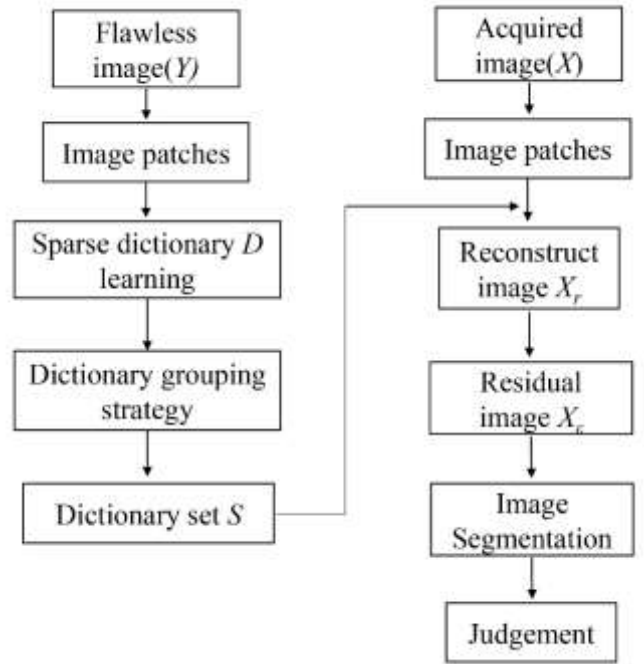 Flawless
image(Y)
Image patches
Sparse dictionary D
learning
Dictionary grouping
strategy
Dictionary set S
Acquired
image(X)
Image patches
Reconstruct
image Xr
Residual
image X
Image
Segmentation
Judgement